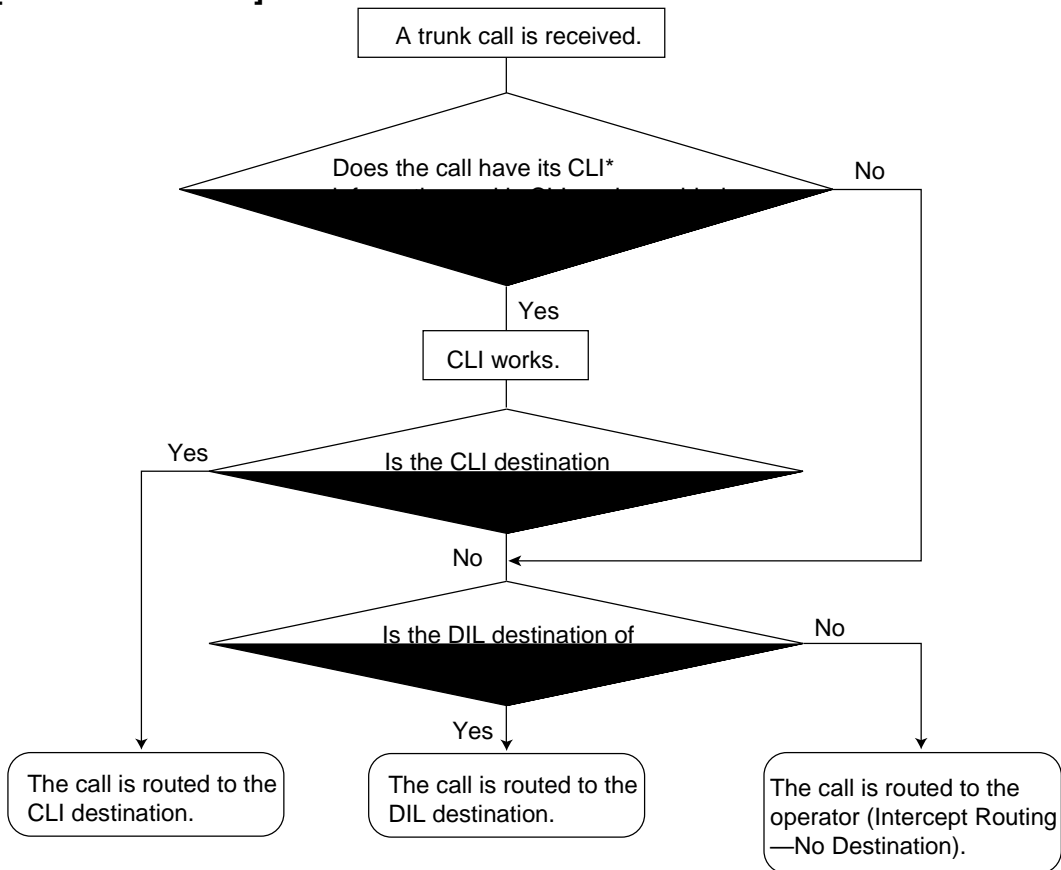 ]
A trunk call is received.
Does the call have its CLI*
No
Yes
CLI works.
Yes
Is the CLI destination
No
Is the DIL destination of
No
Yes
The call is routed to the
CLI destination.
The call is routed to the
DIL destination.
The call is routed to the
operator (Intercept Routing
—No Destination).